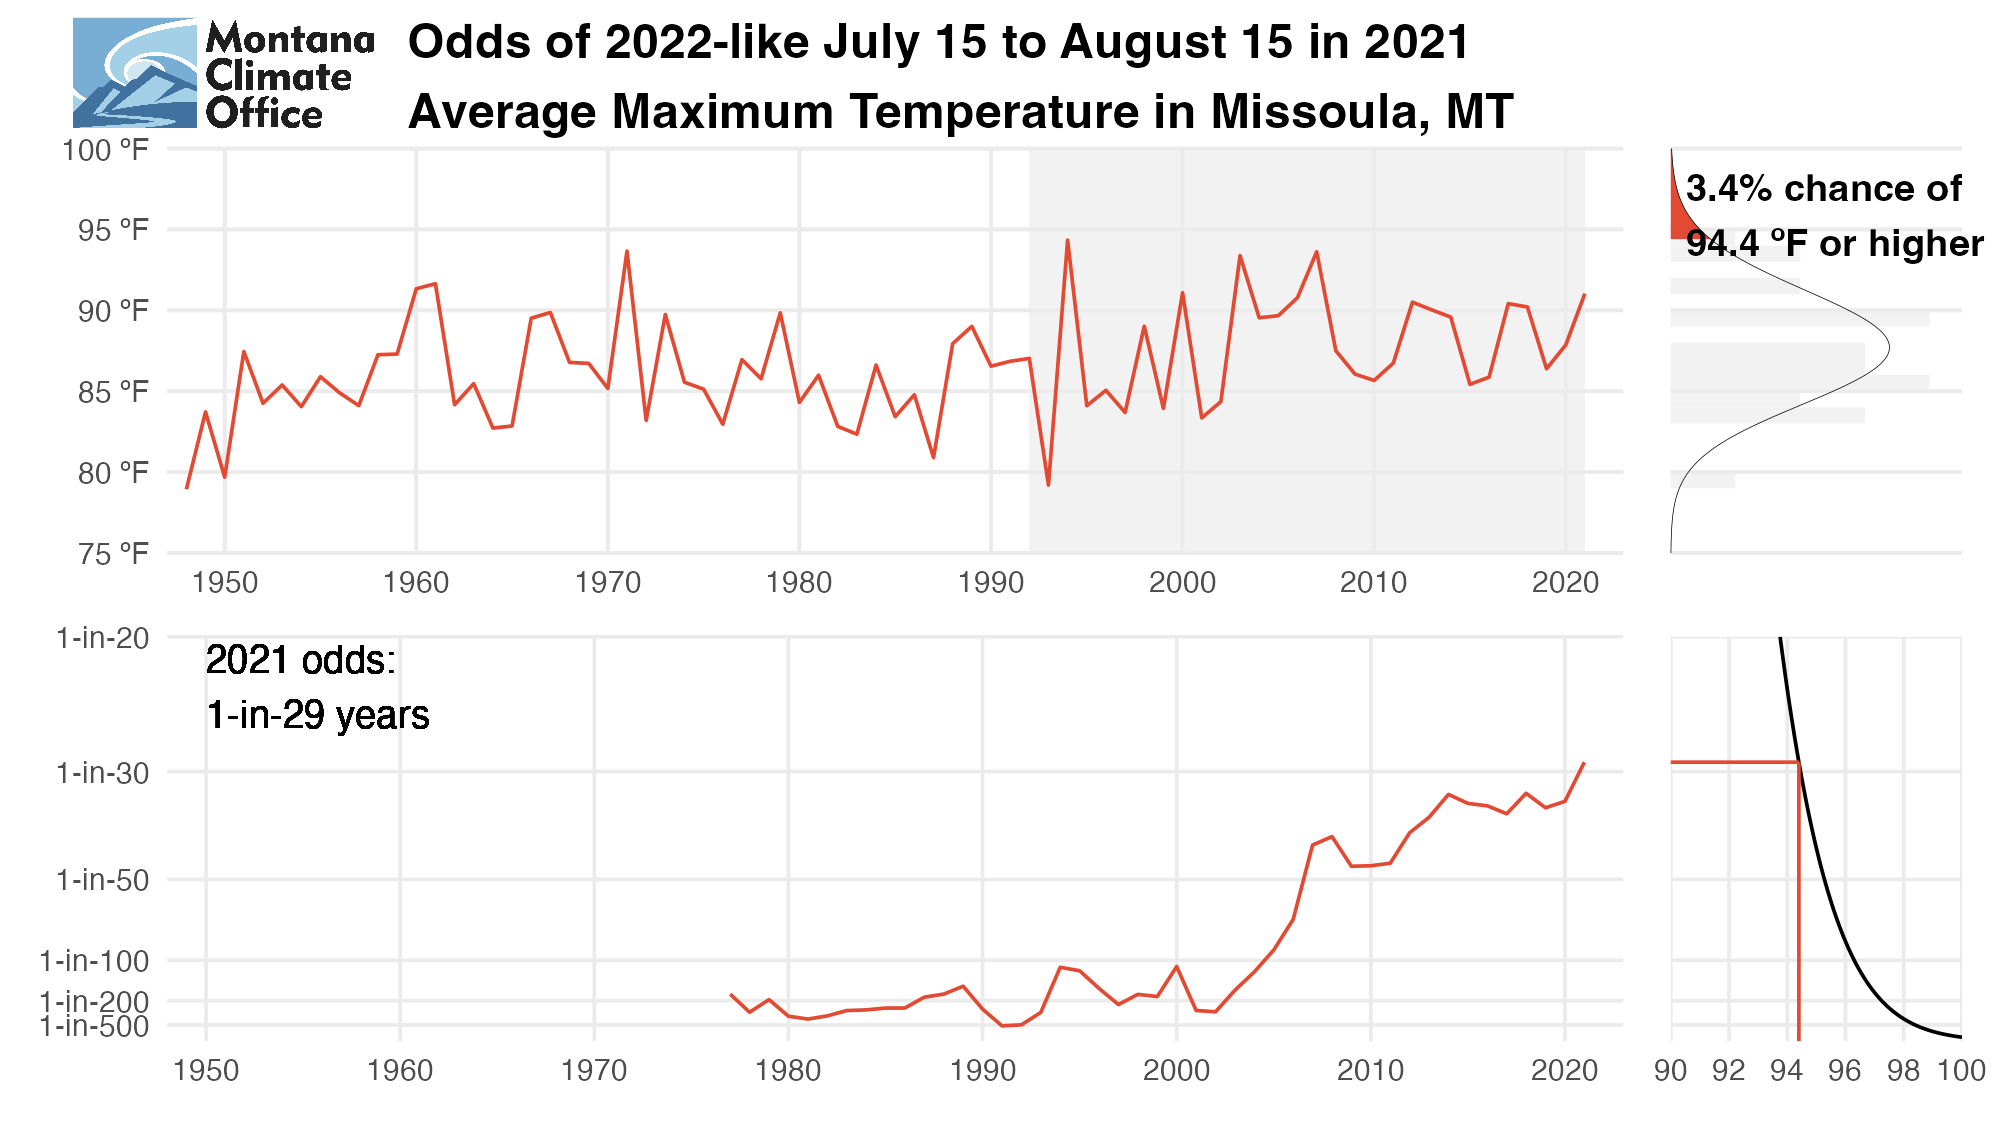 Montana
Climate
Office
Odds of 2022-like July 15 to August 15 in 2021
Average Maximum Temperature in Missoula, MT
100 °F
95 °F
90 °F
85 °F
80 °F
75 °F
1950 1960 1970 1980 1990 2000 2010 2020
3.4% chance of
94.4 °F or higher
1-in-20
1-in-30
1-in-50
1-in-100
1-in-200
1-in-500
2021 odds:
1-in-29 years
1950 1960 1970 1980 1990 2000 2010 2020
90 92 94 96 98 100